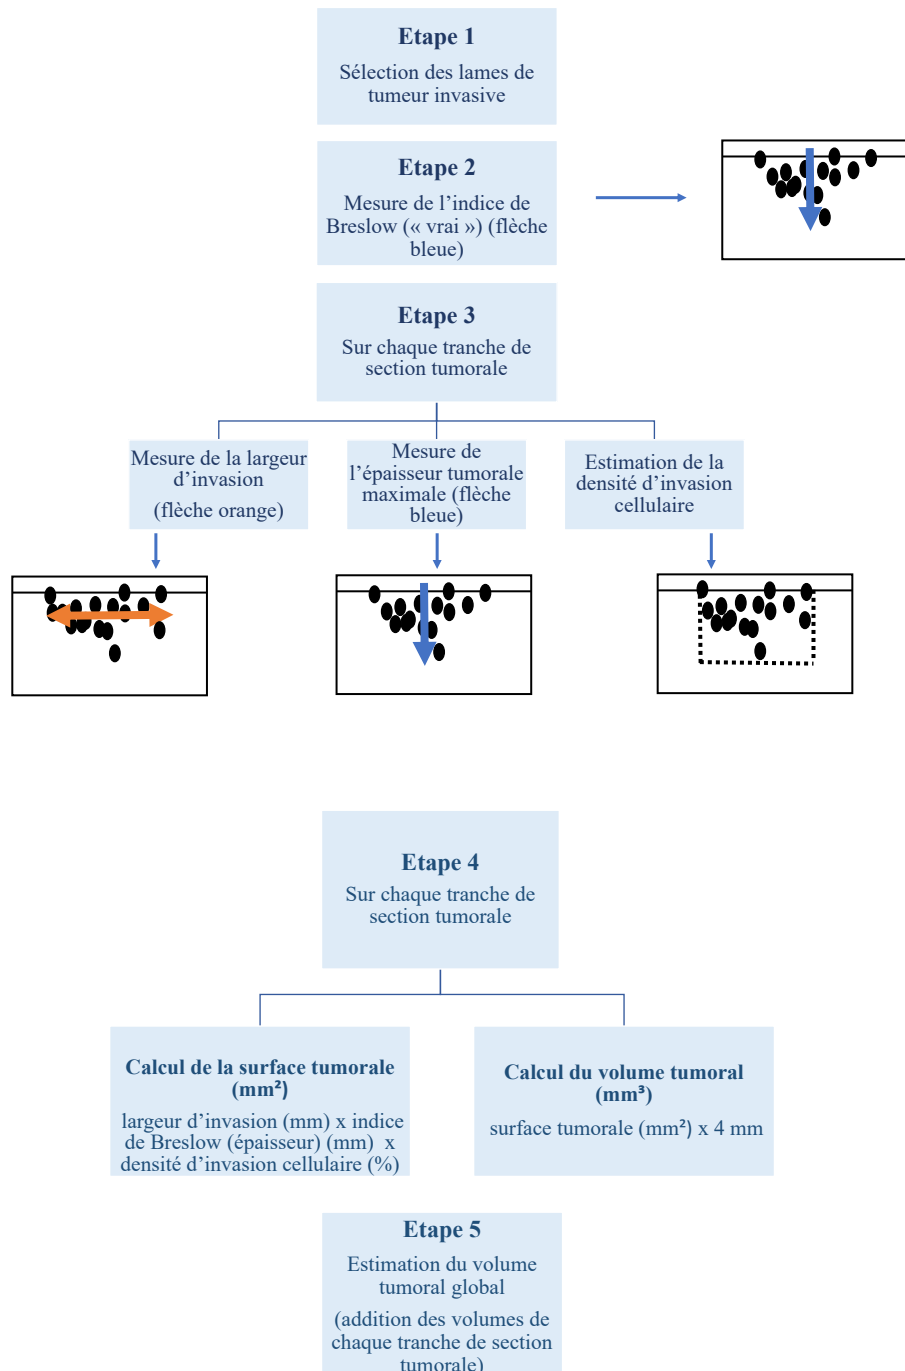 Etape 1
Sélection des lames de
tumeur invasive
Etape 2
Mesure de l’indice de
Breslow (« vrai ») (flèche
bleue)
Etape 3
Sur chaque tranche de
section tumorale
Mesure de la largeur
d’invasion
(flèche orange)
Mesure de
l’épaisseur tumorale
maximale (flèche
bleue)
Estimation de la
densité d’invasion
cellulaire
Etape 4
Sur chaque tranche de
section tumorale
Calcul de la surface tumorale
(mm²)
largeur d’invasion (mm) x indice
de Breslow (épaisseur) (mm) x
densité d’invasion cellulaire (%)
Calcul du volume tumoral
(mm³)
surface tumorale (mm²) x 4 mm
Etape 5
Estimation du volume
tumoral global
(addition des volumes de
chaque tranche de section
tumorale)